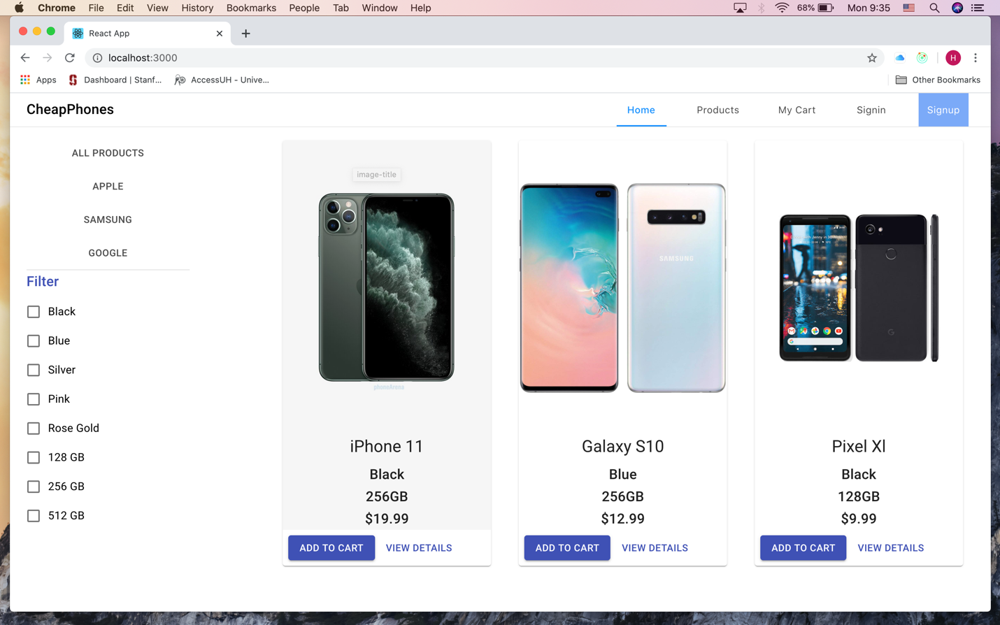 Chrome File Edit View History Bookmarks People Tab Window Help 68% Mon 9:35
React App
localhost:3000
H
Apps Dashboard | Stanf... AccessUH - Unive... Other Bookmarks
CheapPhones Home Products My Cart Signin Signup
ALL PRODUCTS
APPLE
SAMSUNG
GOOGLE
Filter
Black
Blue
Silver
Pink
Rose Gold
128 GB
256 GB
512 GB
image-title
phoneArena
iPhone 11
Black
256GB
$19.99
ADD TO CART VIEW DETAILS
SAMSUNG
Galaxy S10
Blue
256GB
$12.99
ADD TO CART VIEW DETAILS
Pixel Xl
Black
128GB
$9.99
ADD TO CART VIEW DETAILS